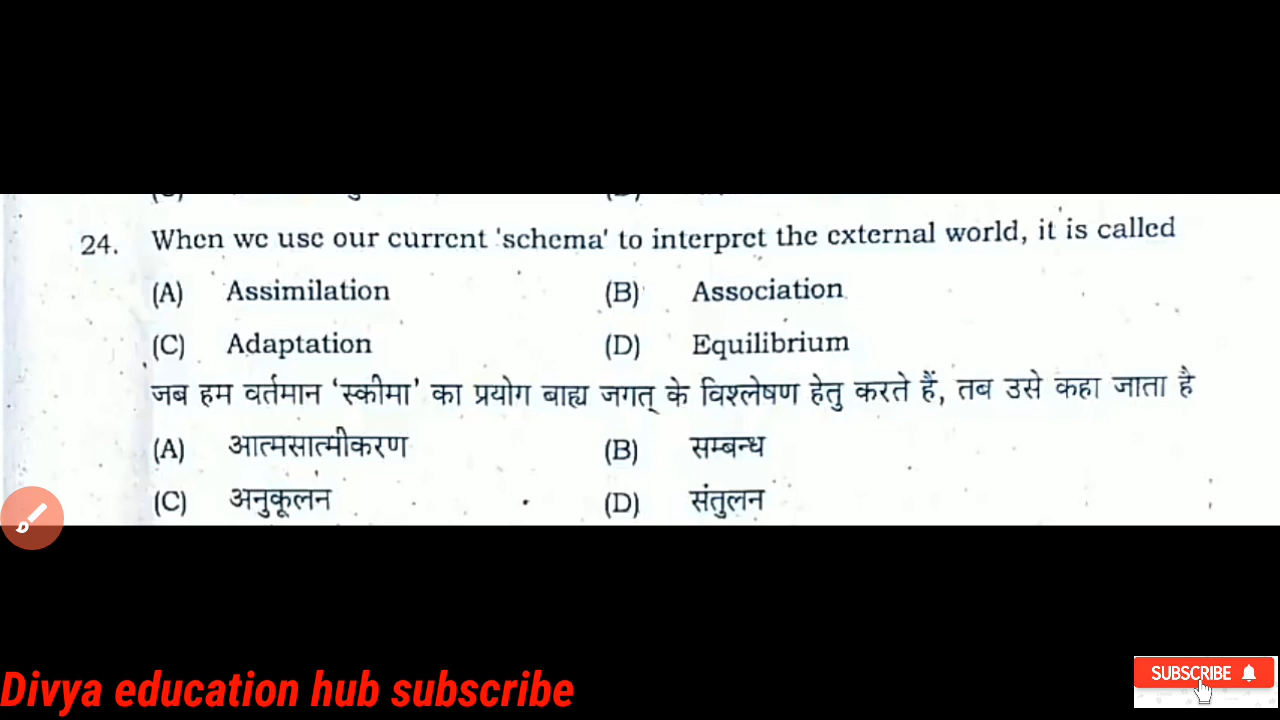 24. When we use our current 'schema' to interpret the external world, it is called
(A) Assimilation (B) Association
(C) Adaptation (D) Equilibrium
जब हम वर्तमान ‘स्कीमा’ का प्रयोग बाह्य जगत् के विश्लेषण हेतु करते हैं, तब उसे कहा जाता है
(A) आत्मसात्मीकरण (B) सम्बन्ध
(C) अनुकूलन (D) संतुलन
Divya education hub subscribe
SUBSCRIBE